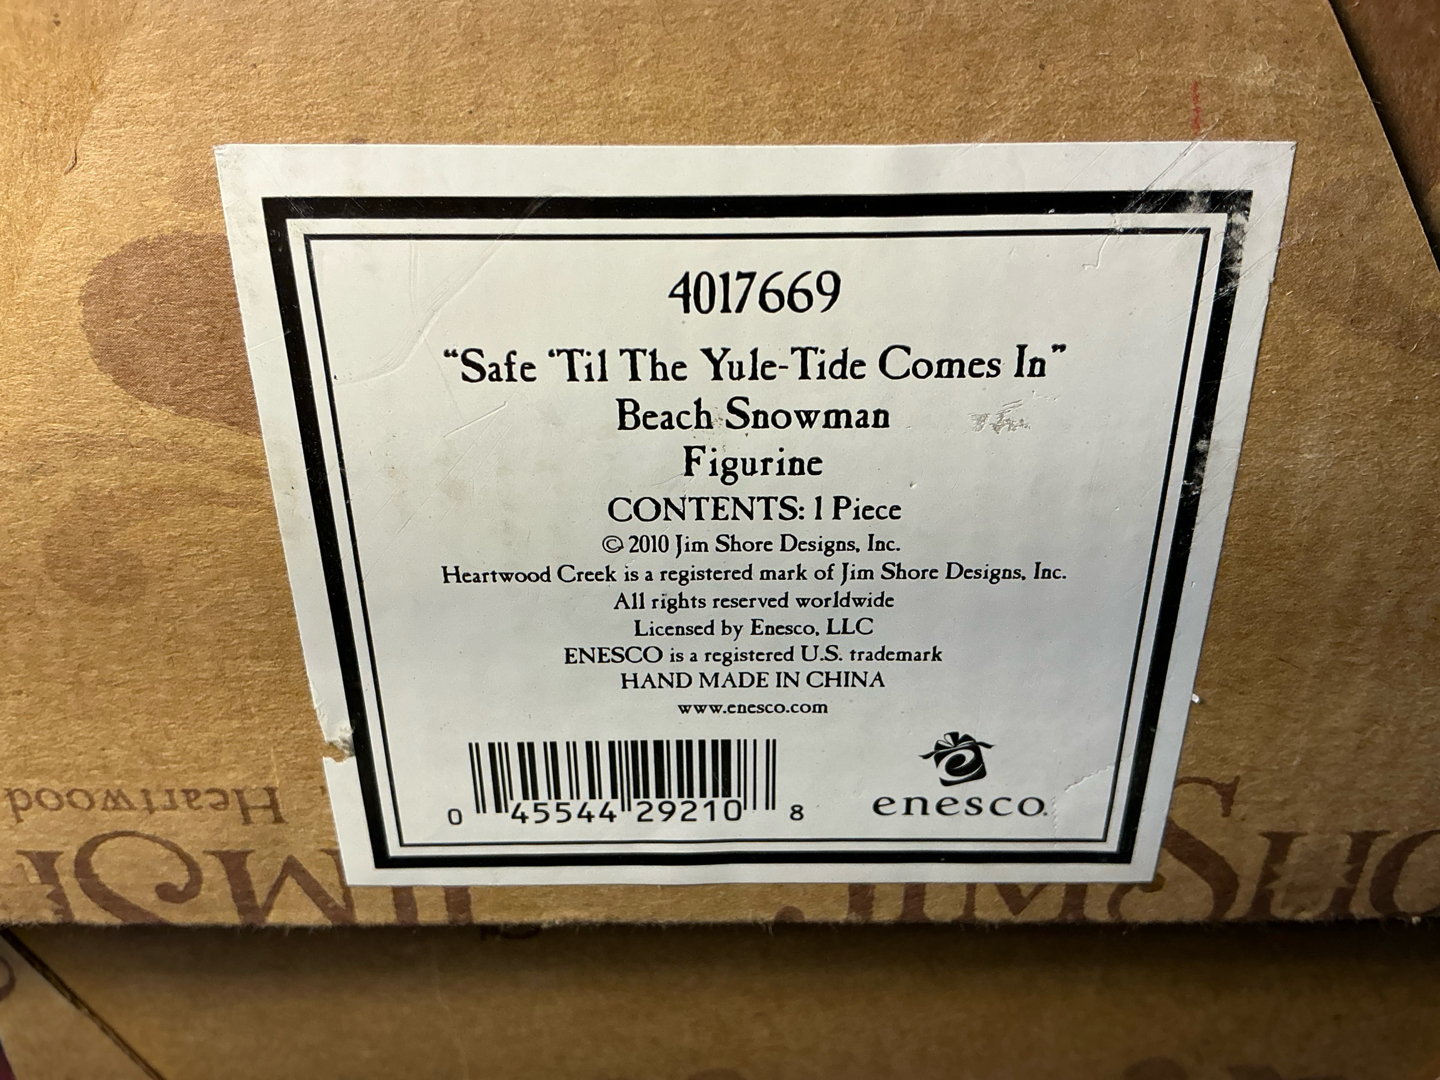 4017669
“Safe ‘Til The Yule-Tide Comes In”
Beach Snowman
Figurine
CONTENTS: 1 Piece
© 2010 Jim Shore Designs, Inc.
Heartwood Creek is a registered mark of Jim Shore Designs, Inc.
All rights reserved worldwide
Licensed by Enesco, LLC
ENESCO is a registered U.S. trademark
HAND MADE IN CHINA
www.enesco.com
0 45544 29210 8
enesco.
Heartwood
JIM SHO